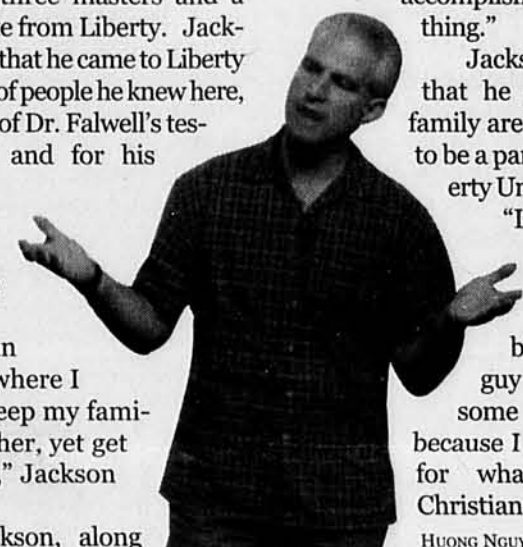 three masters and a
e from Liberty. Jack-
that he came to Liberty
of people he knew here,
of Dr. Falwell's tes-
and for his
n
where I
eep my fami-
her, yet get
," Jackson
kson, along
accomplish
thing."
Jacks
that he
family are
to be a par
erty Un
"I
b
guy
some
because I
for wha
Christian
HUONG NGUY